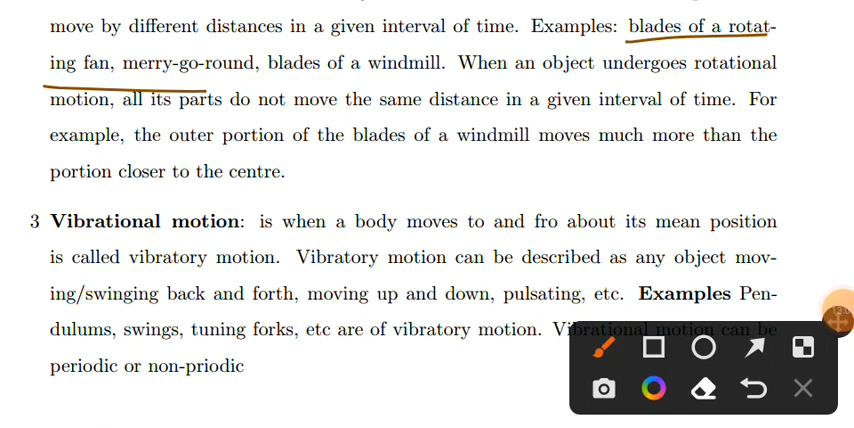 move by different distances in a given interval of time. Examples: blades of a rotat-
ing fan, merry-go-round, blades of a windmill. When an object undergoes rotational
motion, all its parts do not move the same distance in a given interval of time. For
example, the outer portion of the blades of a windmill moves much more than the
portion closer to the centre.
3 Vibrational motion: is when a body moves to and fro about its mean position
is called vibratory motion. Vibratory motion can be described as any object mov-
ing/swinging back and forth, moving up and down, pulsating, etc. Examples Pen-
dulums, swings, tuning forks, etc are of vibratory motion. Vibrational motion can be
periodic or non-priodic